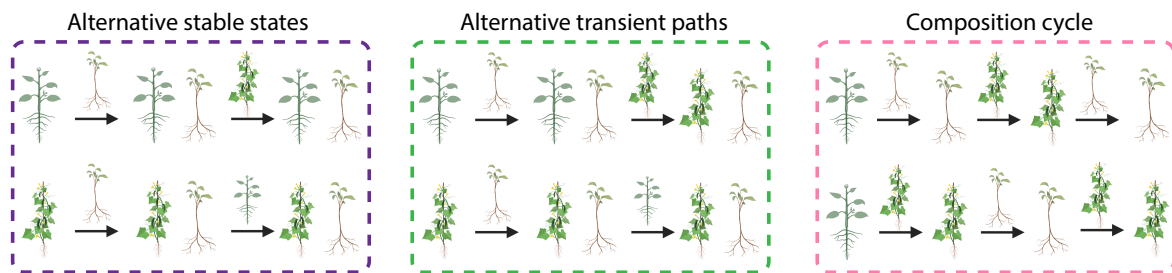 Alternative stable states
Alternative transient paths
Composition cycle